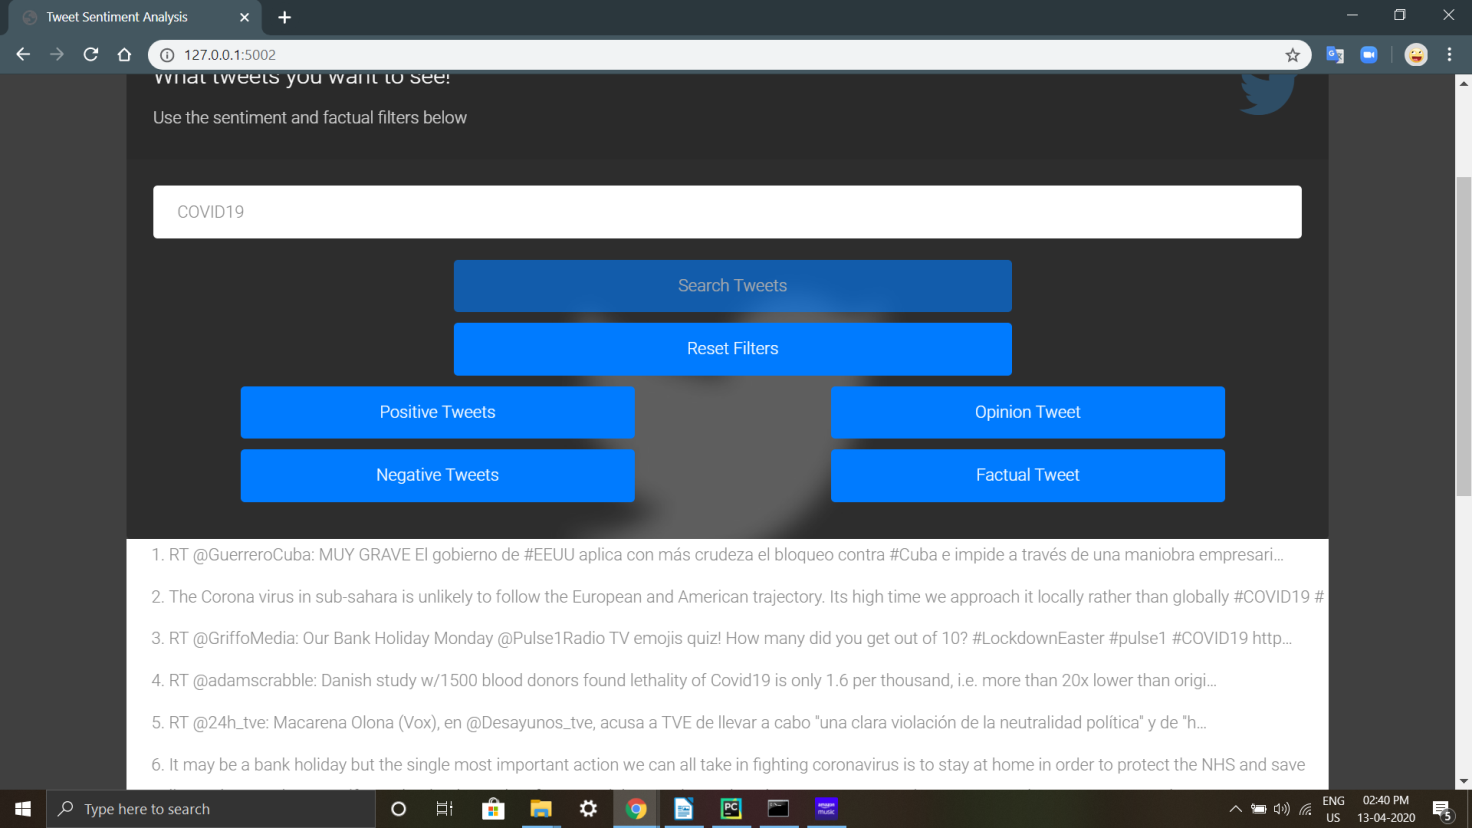 Tweet Sentiment Analysis
127.0.0.1:5002
What tweets you want to see!
Use the sentiment and factual filters below
COVID19
Search Tweets
Reset Filters
Positive Tweets
Opinion Tweet
Negative Tweets
Factual Tweet
1. RT @GuerreroCuba: MUY GRAVE El gobierno de #EEUU aplica con más crudeza el bloqueo contra #Cuba e impide a través de una maniobra empresari…
2. The Corona virus in sub-sahara is unlikely to follow the European and American trajectory. Its high time we approach it locally rather than globally #COVID19 #
3. RT @GriffoMedia: Our Bank Holiday Monday @Pulse1Radio TV emojis quiz! How many did you get out of 10? #LockdownEaster #pulse1 #COVID19 http…
4. RT @adamscrabble: Danish study w/1500 blood donors found lethality of Covid19 is only 1.6 per thousand, i.e. more than 20x lower than origi…
5. RT @24h_tve: Macarena Olona (Vox), en @Desayunos_tve, acusa a TVE de llevar a cabo "una clara violación de la neutralidad política" y de "h…
6. It may be a bank holiday but the single most important action we can all take in fighting coronavirus is to stay at home in order to protect the NHS and save
Type here to search
PC
amazon music
ENG
US
02:40 PM
13-04-2020
5